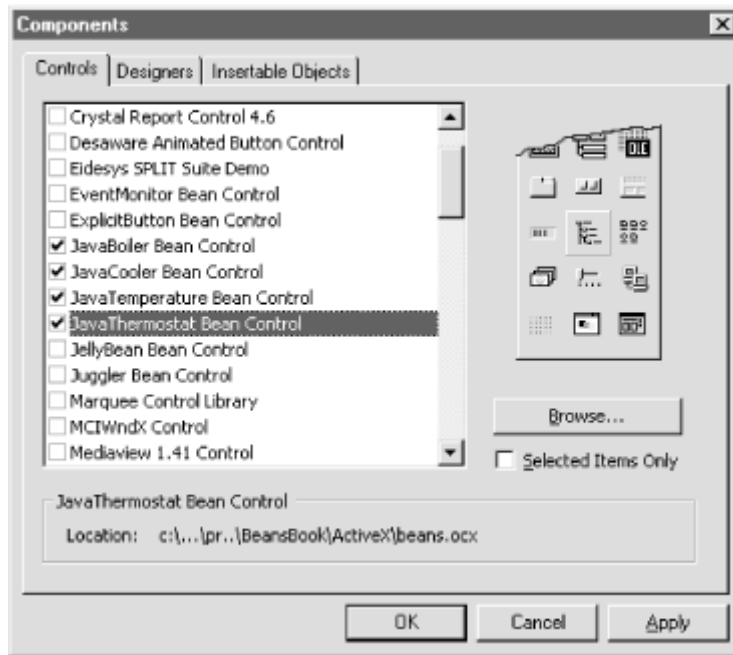 Components
Controls Designers Insertable Objects
Crystal Report Control 4.6
Desaware Animated Button Control
Eidesys SPLIT Suite Demo
EventMonitor Bean Control
ExplicitButton Bean Control
JavaBoiler Bean Control
JavaCooler Bean Control
JavaTemperature Bean Control
JavaThermostat Bean Control
JellyBean Bean Control
Juggler Bean Control
Marquee Control Library
MCIWndX Control
Mediaview 1.41 Control
OLE
Browse...
Selected Items Only
JavaThermostat Bean Control
Location: c:\...\pr..\BeansBook\ActiveX\beans.ocx
OK Cancel Apply